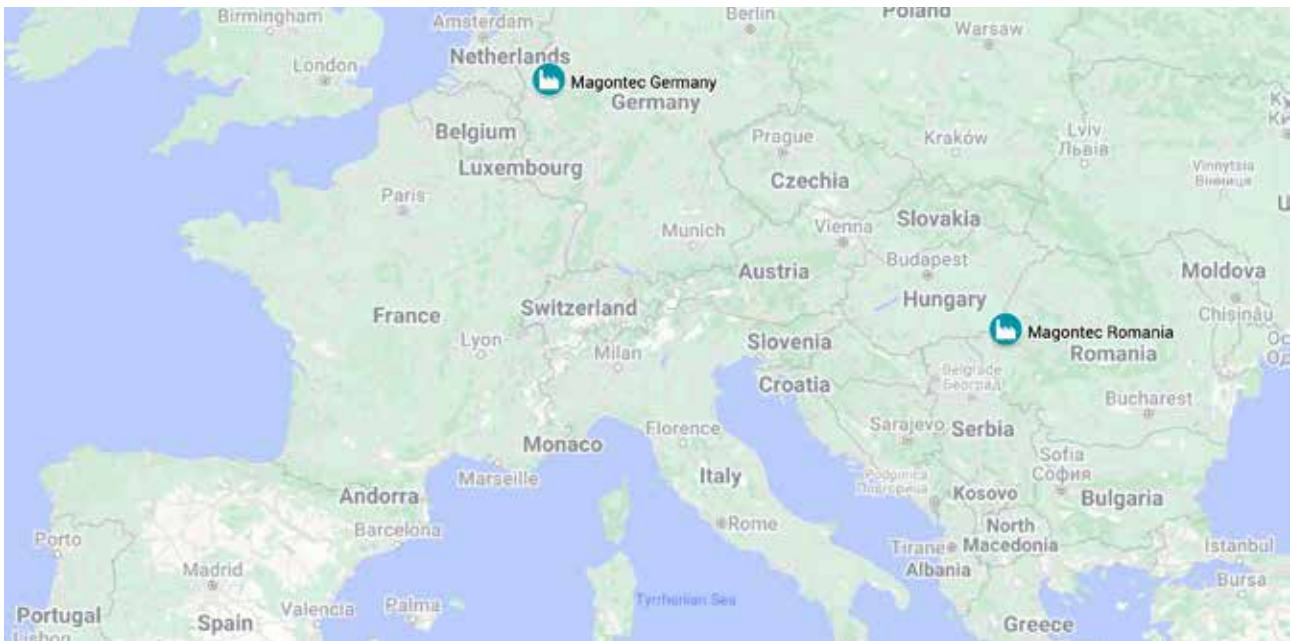 Birmingham
Amsterdam
Berlin
Poland
Warsaw
Netherlands
London
Magontec Germany
Germany
Belgium
Prague
Kraków
Lviv
Львів
Luxembourg
Czechia
Vinnytsia
Вінниця
Paris
Slovakia
Munich
Vienna
Budapest
Austria
Moldova
Hungary
Switzerland
Chișinău
France
Magontec Romania
Lyon
Slovenia
Romania
Milan
Belgrade
Београд
Croatia
Bucharest
Florence
Sarajevo
Serbia
Monaco
Sofia
София
Marseille
Italy
Podgorica
Подгорица
Andorra
Kosovo
Bulgaria
Barcelona
Rome
North
Macedonia
Porto
Tirane
Istanbul
Albania
Madrid
Bursa
Tyrrhenian Sea
Portugal
Spain
Valencia
Palma
Greece
Lisbon